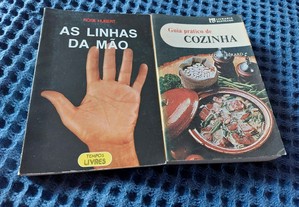 AS LINHAS
DA MÃO
TEMPOS
LIVRES
Guia prático de
COZINHA